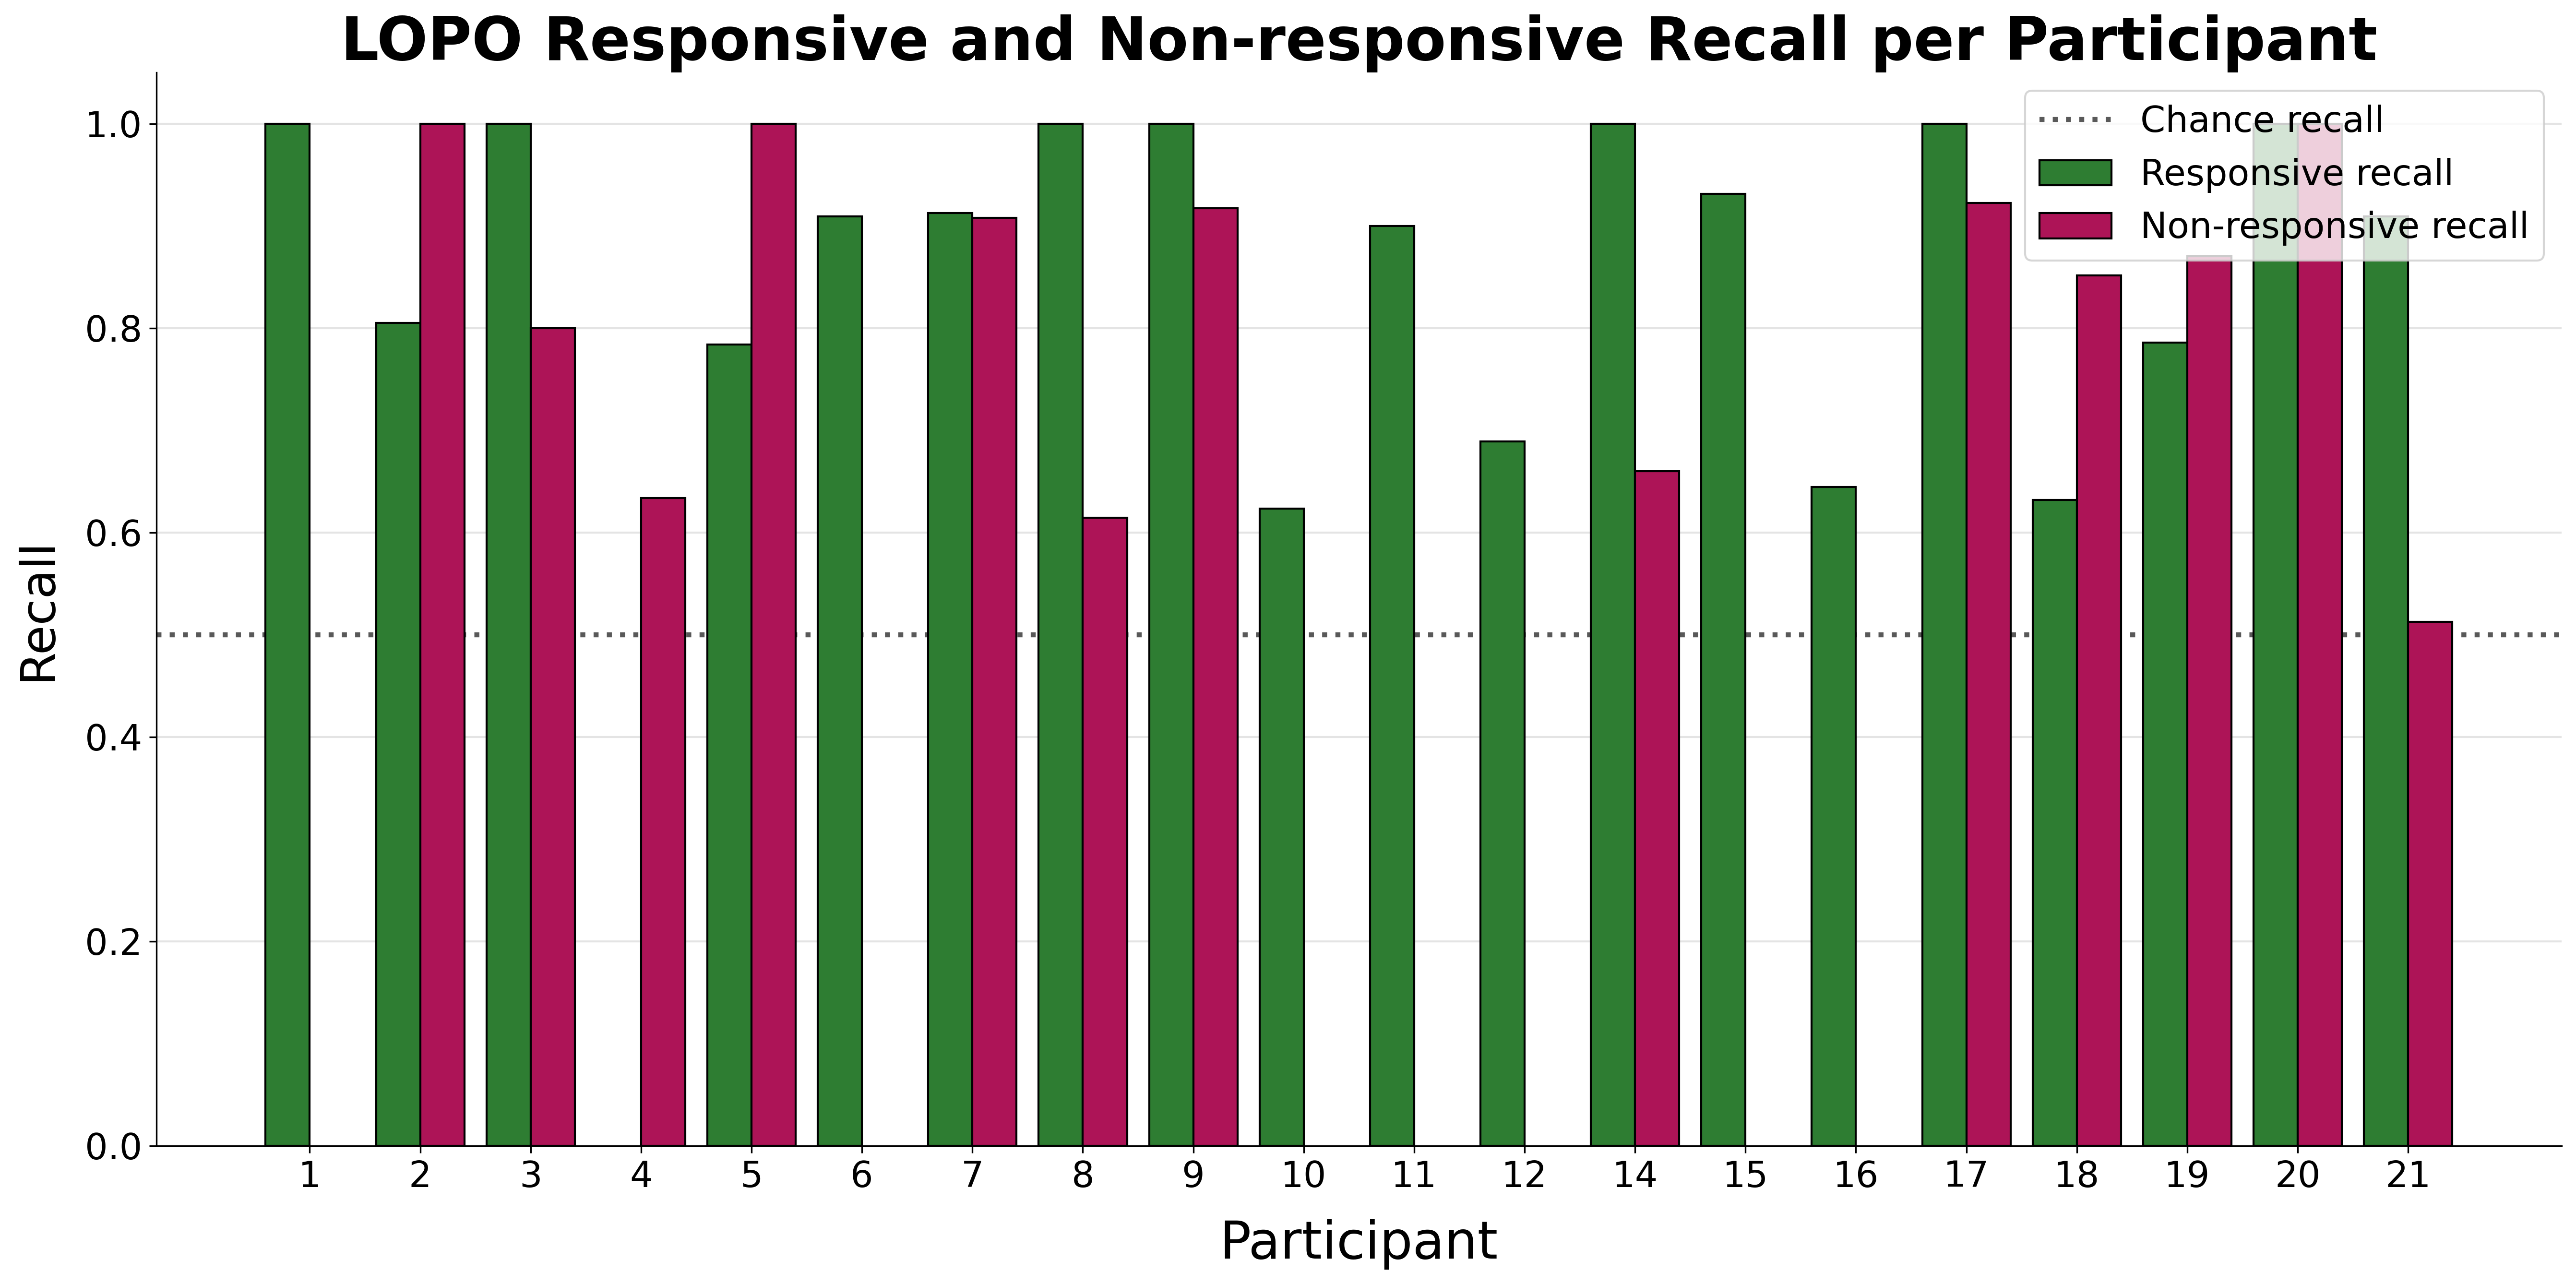 LOPO Responsive and Non-responsive Recall per Participant
Chance recall
Responsive recall
Non-responsive recall
Recall
1.0
0.8
0.6
0.4
0.2
0.0
1 2 3 4 5 6 7 8 9 10 11 12 14 15 16 17 18 19 20 21
Participant